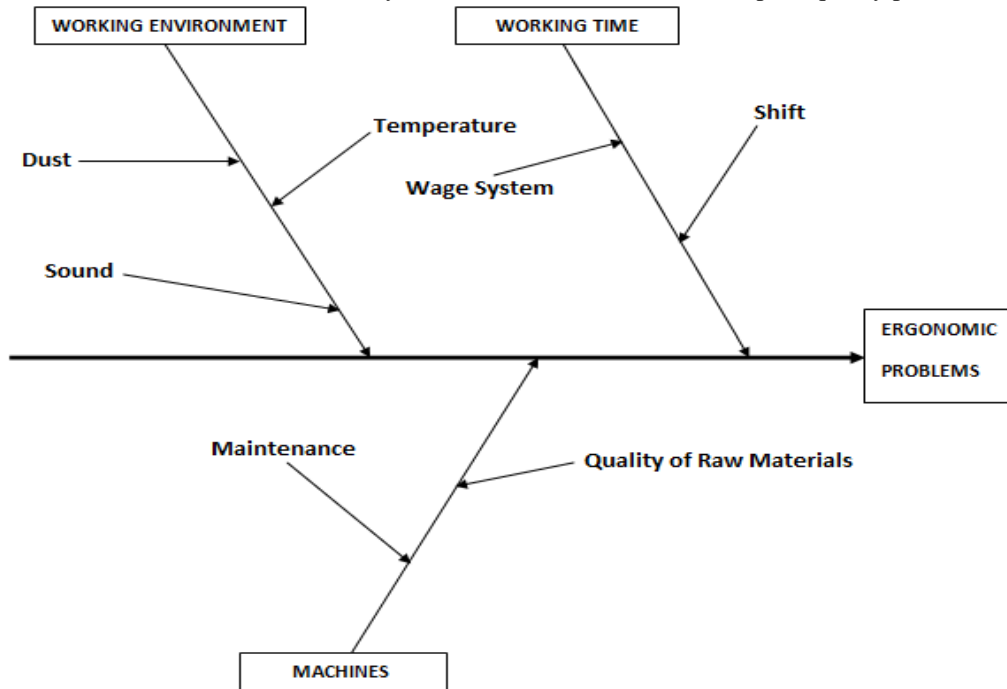 WORKING ENVIRONMENT
WORKING TIME
Shift
Temperature
Dust
Wage System
Sound
ERGONOMIC
PROBLEMS
Maintenance
Quality of Raw Materials
MACHINES